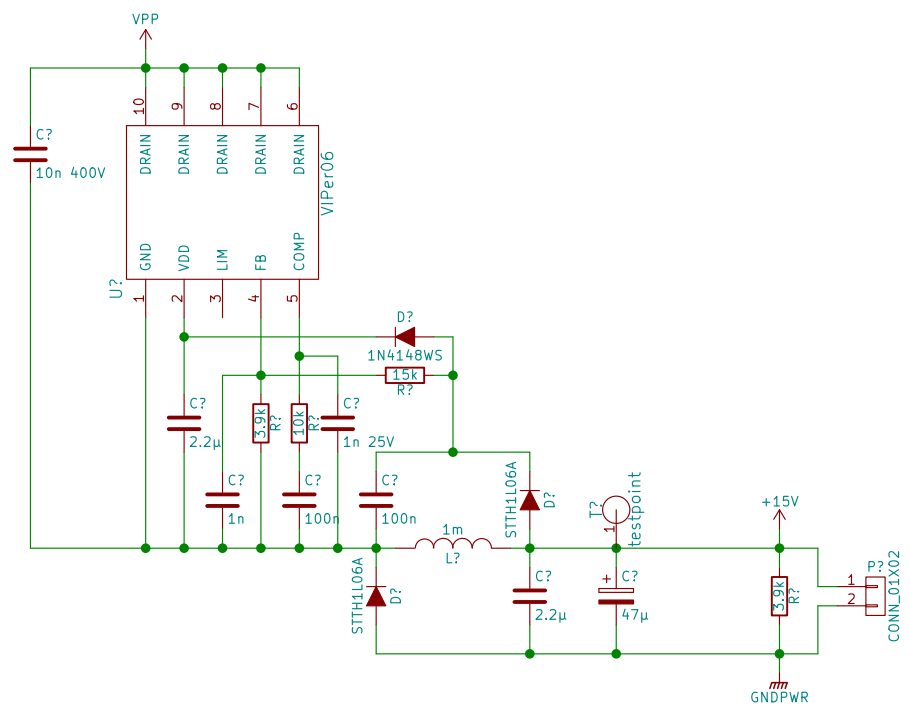 VPP
10
9
8
7
6
DRAIN
DRAIN
DRAIN
DRAIN
DRAIN
C?
10n 400V
VIPer06
GND
VDD
LIM
FB
COMP
U?
1
2
3
4
5
D?
1N4148WS
15k
R?
C?
2.2µ
3.9k
R?
10k
R?
C?
1n 25V
C?
1n
C?
100n
C?
100n
STTH1L06A
D?
T?
1
testpoint
+15V
1m
L?
STTH1L06A
D?
C?
2.2µ
C?
47µ
3.9k
R?
P?
1
2
CONN_01X02
GNDPWR